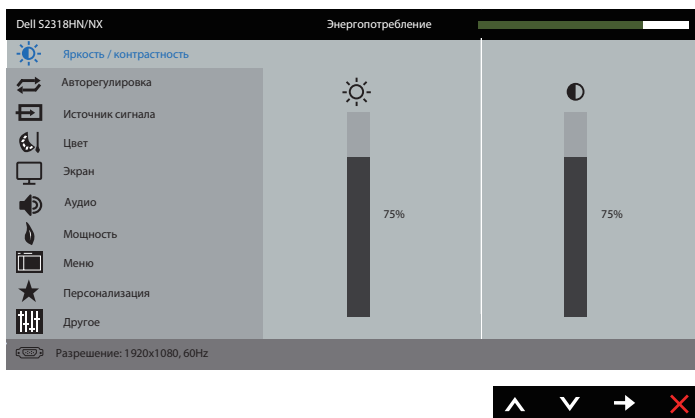 Dell S2318HN/NX Энергопотребление
Яркость / контрастность
Авторегулировка
Источник сигнала
Цвет
Экран
Аудио
75% 75%
Мощность
Меню
Персонализация
Другое
Разрешение: 1920x1080, 60Hz